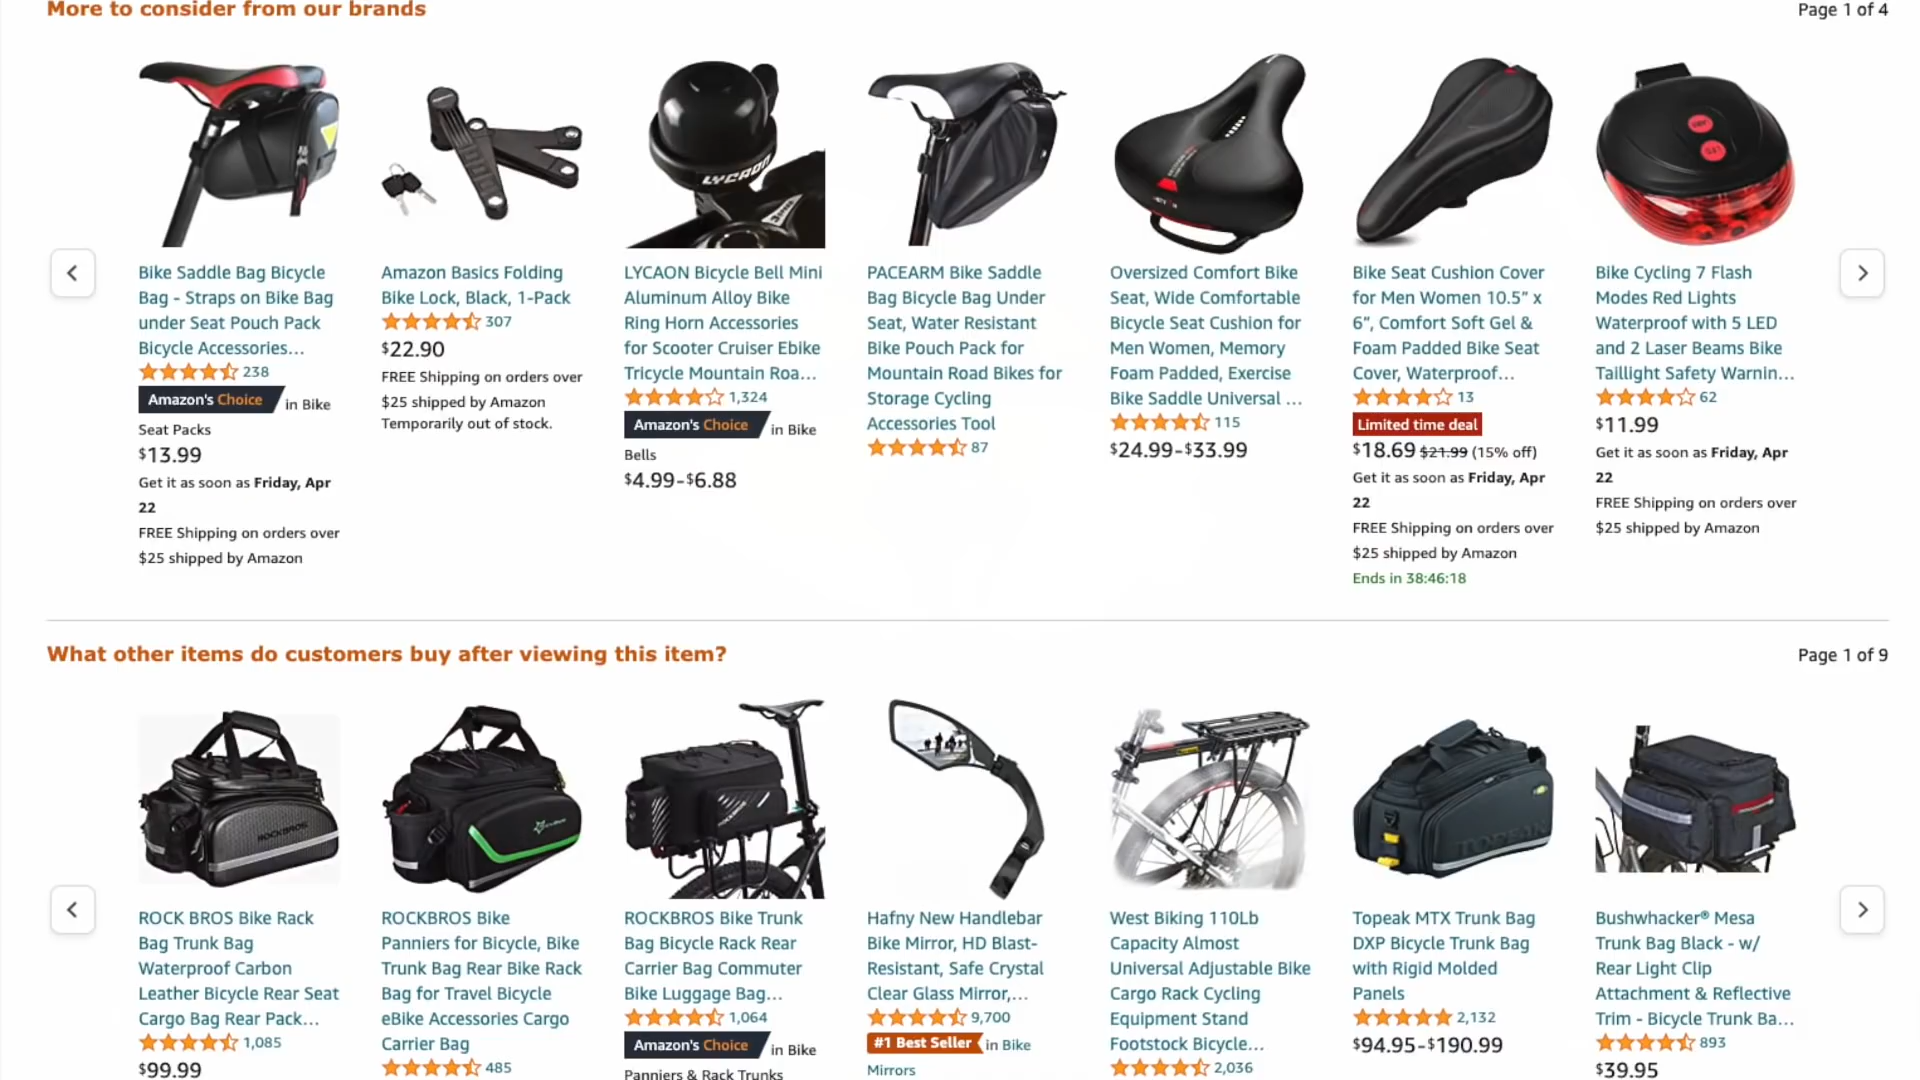 More to consider from our brands
Page 1 of 4
LYCAON
Bike Saddle Bag Bicycle
Bag - Straps on Bike Bag
under Seat Pouch Pack
Bicycle Accessories...
238
Amazon's Choice in Bike
Seat Packs
$13.99
Get it as soon as Friday, Apr
22
FREE Shipping on orders over
$25 shipped by Amazon
Amazon Basics Folding
Bike Lock, Black, 1-Pack
307
$22.90
FREE Shipping on orders over
$25 shipped by Amazon
Temporarily out of stock.
LYCAON Bicycle Bell Mini
Aluminum Alloy Bike
Ring Horn Accessories
for Scooter Cruiser Ebike
Tricycle Mountain Roa...
1,324
Amazon's Choice in Bike
Bells
$4.99-$6.88
PACEARM Bike Saddle
Bag Bicycle Bag Under
Seat, Water Resistant
Bike Pouch Pack for
Mountain Road Bikes for
Storage Cycling
Accessories Tool
87
Oversized Comfort Bike
Seat, Wide Comfortable
Bicycle Seat Cushion for
Men Women, Memory
Foam Padded, Exercise
Bike Saddle Universal ...
115
$24.99-$33.99
Bike Seat Cushion Cover
for Men Women 10.5” x
6”, Comfort Soft Gel &
Foam Padded Bike Seat
Cover, Waterproof...
13
Limited time deal
$18.69 $21.99 (15% off)
Get it as soon as Friday, Apr
22
FREE Shipping on orders over
$25 shipped by Amazon
Ends in 38:46:18
Bike Cycling 7 Flash
Modes Red Lights
Waterproof with 5 LED
and 2 Laser Beams Bike
Taillight Safety Warnin...
62
$11.99
Get it as soon as Friday, Apr
22
FREE Shipping on orders over
$25 shipped by Amazon
What other items do customers buy after viewing this item?
Page 1 of 9
ROCKBROS
TOPEAK
ROCK BROS Bike Rack
Bag Trunk Bag
Waterproof Carbon
Leather Bicycle Rear Seat
Cargo Bag Rear Pack...
1,085
$99.99
ROCKBROS Bike
Panniers for Bicycle, Bike
Trunk Bag Rear Bike Rack
Bag for Travel Bicycle
eBike Accessories Cargo
Carrier Bag
485
ROCKBROS Bike Trunk
Bag Bicycle Rack Rear
Carrier Bag Commuter
Bike Luggage Bag...
1,064
Amazon's Choice in Bike
Panniers & Rack Trunks
Hafny New Handlebar
Bike Mirror, HD Blast-
Resistant, Safe Crystal
Clear Glass Mirror,...
9,700
#1 Best Seller in Bike
Mirrors
West Biking 110Lb
Capacity Almost
Universal Adjustable Bike
Cargo Rack Cycling
Equipment Stand
Footstock Bicycle...
2,036
Topeak MTX Trunk Bag
DXP Bicycle Trunk Bag
with Rigid Molded
Panels
2,132
$94.95-$190.99
Bushwhacker® Mesa
Trunk Bag Black - w/
Rear Light Clip
Attachment & Reflective
Trim - Bicycle Trunk Ba...
893
$39.95